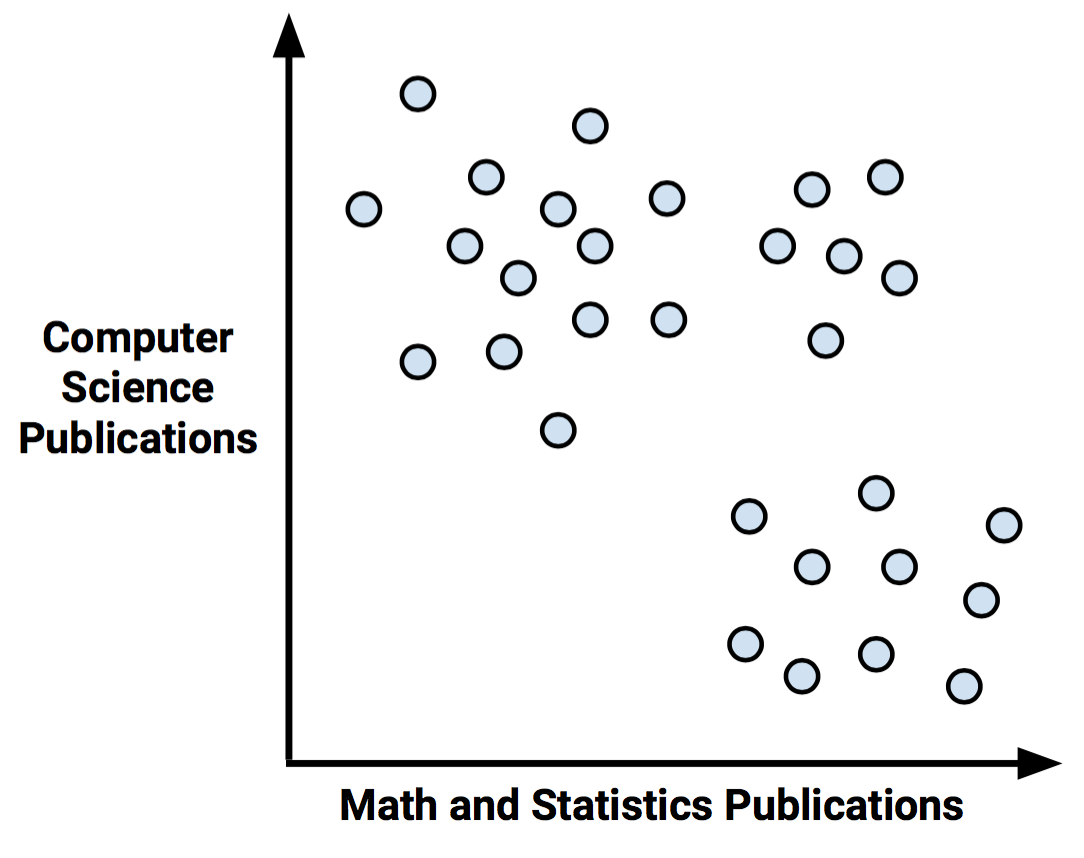 Computer
Science
Publications
Math and Statistics Publications